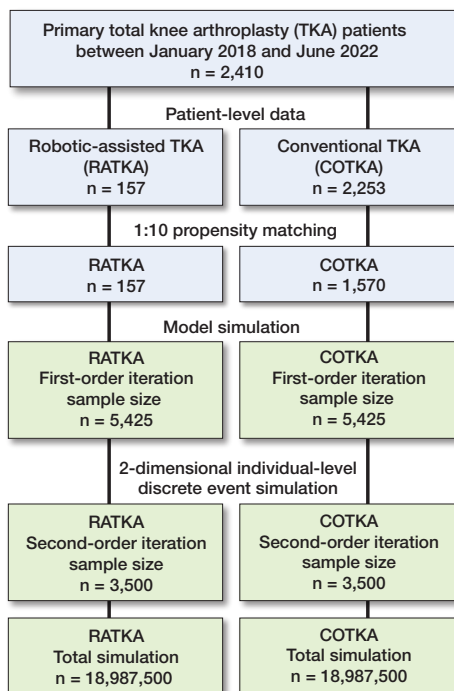 Primary total knee arthroplasty (TKA) patients
between January 2018 and June 2022
n = 2,410
Patient-level data
Robotic-assisted TKA
(RATKA)
n = 157
Conventional TKA
(COTKA)
n = 2,253
1:10 propensity matching
RATKA
n = 157
COTKA
n = 1,570
Model simulation
RATKA
First-order iteration
sample size
n = 5,425
COTKA
First-order iteration
sample size
n = 5,425
2-dimensional individual-level
discrete event simulation
RATKA
Second-order iteration
sample size
n = 3,500
COTKA
Second-order iteration
sample size
n = 3,500
RATKA
Total simulation
n = 18,987,500
COTKA
Total simulation
n = 18,987,500